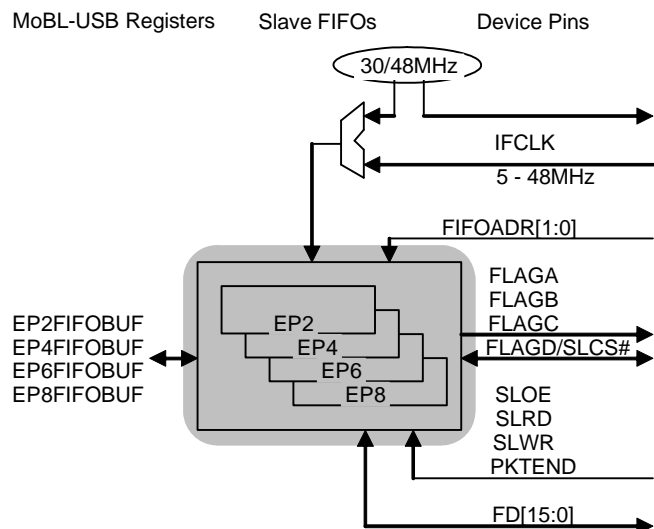 MoBL-USB Registers
Slave FIFOs
Device Pins
30/48MHz
IFCLK
5 - 48MHz
FIFOADR[1:0]
FLAGA
FLAGB
FLAGC
FLAGD/SLCS#
EP2FIFOBUF
EP4FIFOBUF
EP6FIFOBUF
EP8FIFOBUF
EP2
EP4
EP6
EP8
SLOE
SLRD
SLWR
PKTEND
FD[15:0]